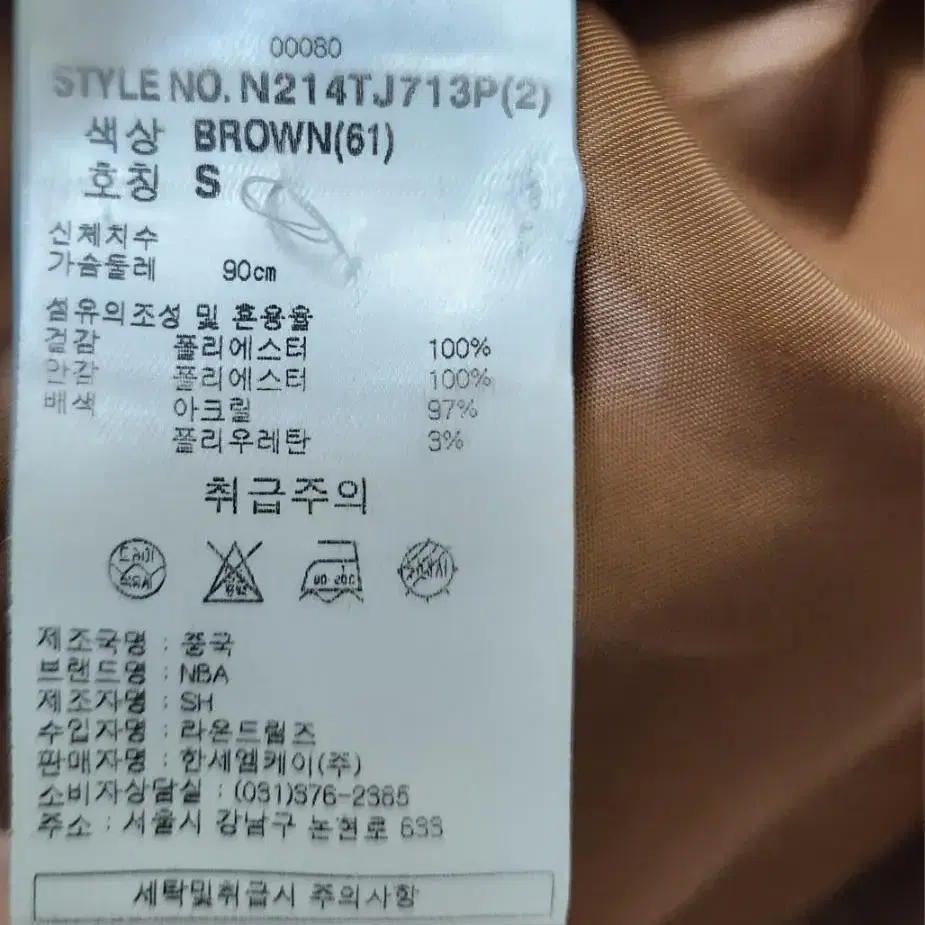 00080
STYLE NO. N214TJ713P(2)
색상 BROWN(61)
호칭 S
신체치수
가슴둘레 90cm
섬유의조성 및 혼용율
겉감 폴리에스터 100%
안감 폴리에스터 100%
배색 아크릴 97%
폴리우레탄 3%
취급주의
드라이
제조국명 : 중국
브랜드명 : NBA
제조자명 : SH
수입자명 : 라온드림즈
판매자명 : 한세엠케이(주)
소비자상담실 : (031)376-2385
주소 : 서울시 강남구 논현로 633
세탁및취급시 주의사항